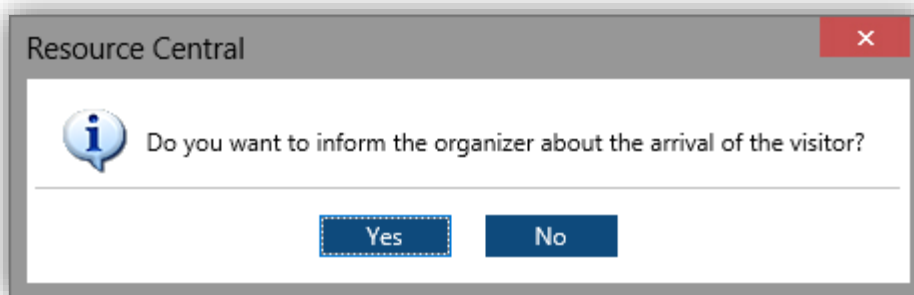 Resource Central
Do you want to inform the organizer about the arrival of the visitor?
Yes
No